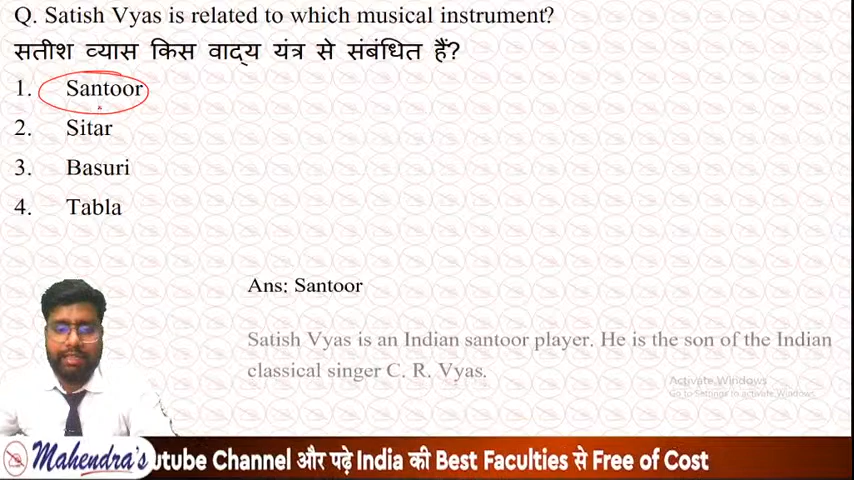 Q. Satish Vyas is related to which musical instrument?
सतीश व्यास किस वाद्य यंत्र से संबंधित हैं?
1. Santoor
2. Sitar
3. Basuri
4. Tabla
Ans: Santoor
Satish Vyas is an Indian santoor player. He is the son of the Indian
classical singer C. R. Vyas.
Activate Windows
Go to Settings to activate Windows.
Mahendra's
utube Channel और पढ़े India की Best Faculties से Free of Cost